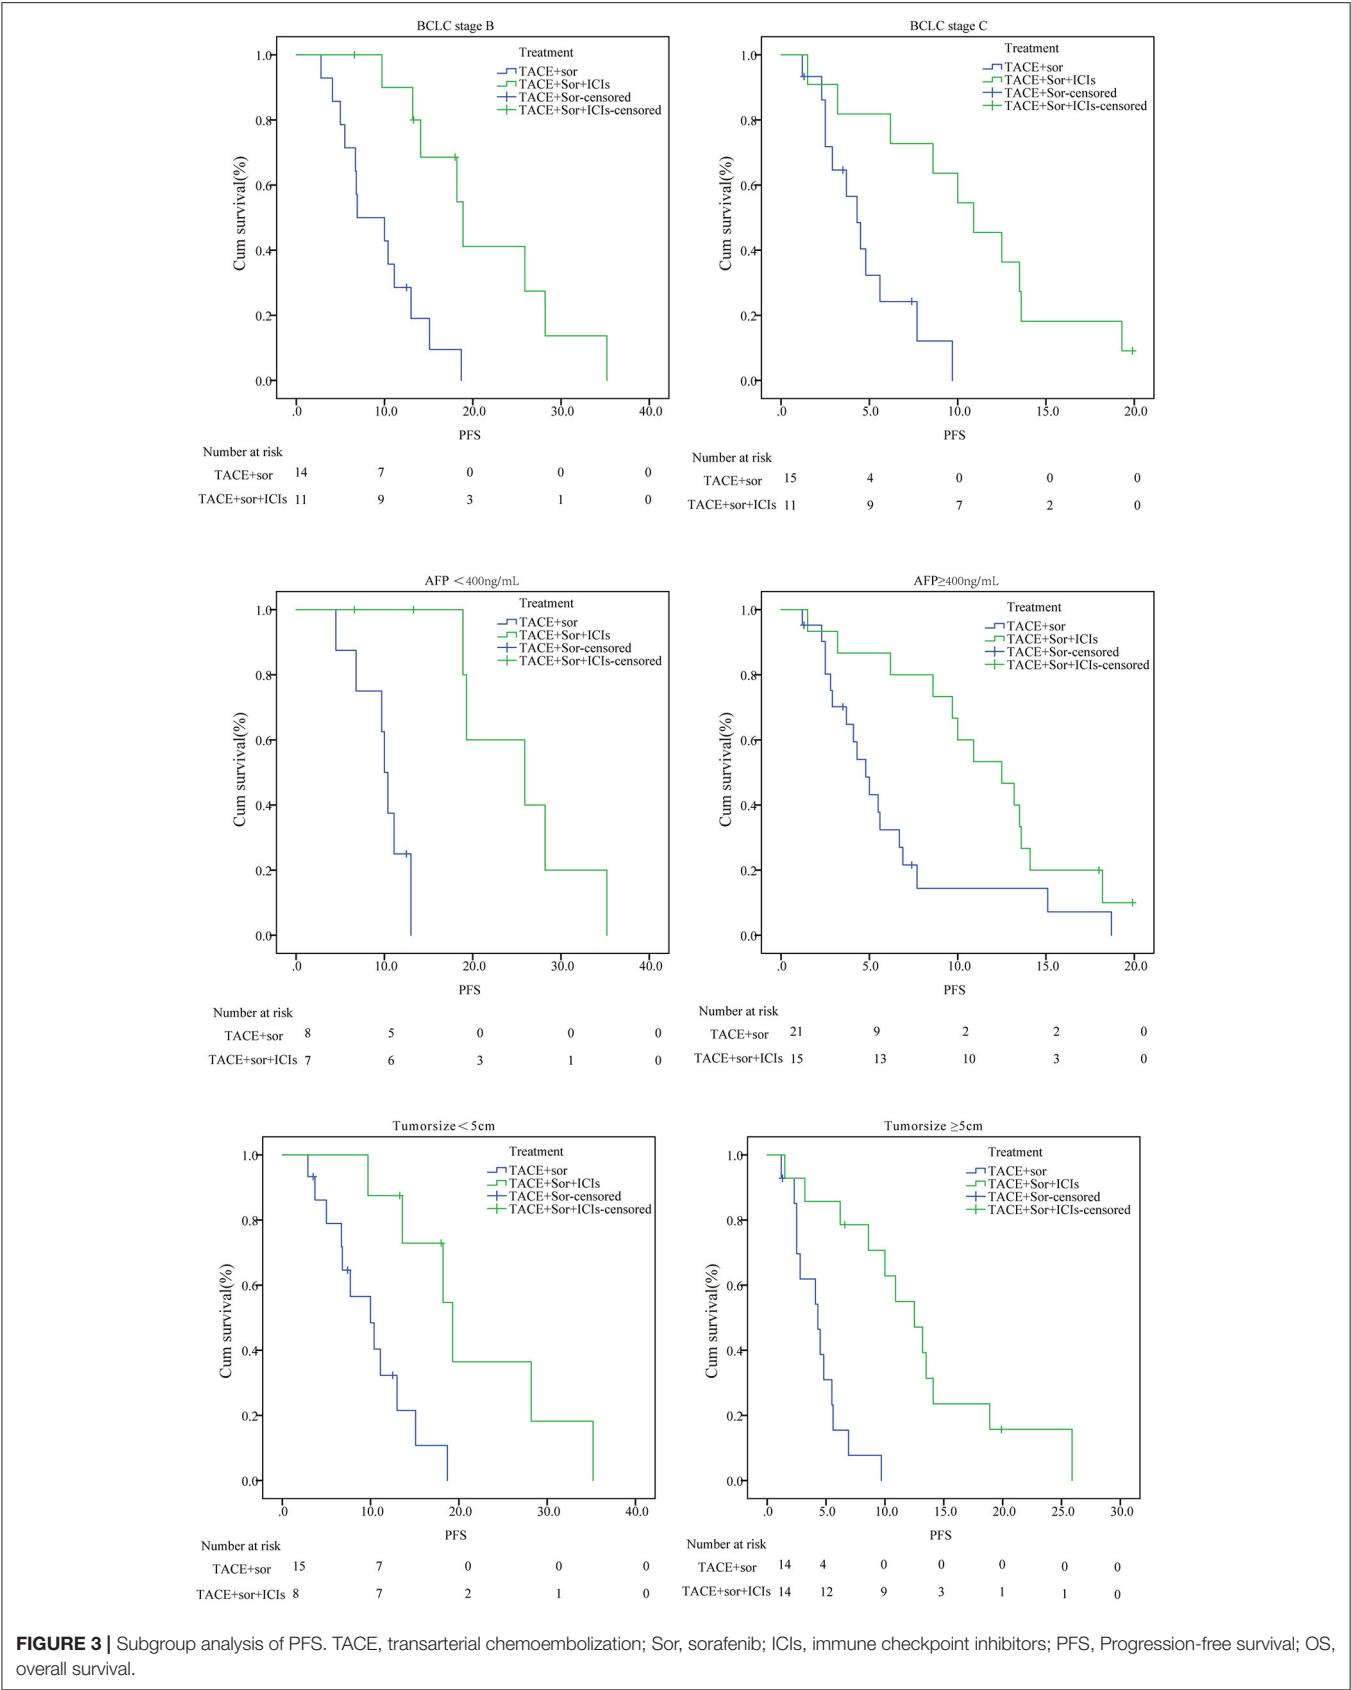 BCLC stage B
Treatment
TACE+sor
TACE+Sor+ICIs
TACE+Sor-censored
TACE+Sor+ICIs-censored
1.0
0.8
0.6
0.4
0.2
0.0
Cum survival(%)
.0 10.0 20.0 30.0 40.0
PFS
Number at risk
TACE+sor 14 7 0 0 0
TACE+sor+ICIs 11 9 3 1 0
BCLC stage C
Treatment
TACE+sor
TACE+Sor+ICIs
TACE+Sor-censored
TACE+Sor+ICIs-censored
1.0
0.8
0.6
0.4
0.2
0.0
Cum survival(%)
.0 5.0 10.0 15.0 20.0
PFS
Number at risk
TACE+sor 15 4 0 0 0
TACE+sor+ICIs 11 9 7 2 0
AFP <400ng/mL
Treatment
TACE+sor
TACE+Sor+ICIs
TACE+Sor-censored
TACE+Sor+ICIs-censored
1.0
0.8
0.6
0.4
0.2
0.0
Cum survival(%)
.0 10.0 20.0 30.0 40.0
PFS
Number at risk
TACE+sor 8 5 0 0 0
TACE+sor+ICIs 7 6 3 1 0
AFP≥400ng/mL
Treatment
TACE+sor
TACE+Sor+ICIs
TACE+Sor-censored
TACE+Sor+ICIs-censored
1.0
0.8
0.6
0.4
0.2
0.0
Cum survival(%)
.0 5.0 10.0 15.0 20.0
PFS
Number at risk
TACE+sor 21 9 2 2 0
TACE+sor+ICIs 15 13 10 3 0
Tumorsize<5cm
Treatment
TACE+sor
TACE+Sor+ICIs
TACE+Sor-censored
TACE+Sor+ICIs-censored
1.0
0.8
0.6
0.4
0.2
0.0
Cum survival(%)
.0 10.0 20.0 30.0 40.0
PFS
Number at risk
TACE+sor 15 7 0 0 0
TACE+sor+ICIs 8 7 2 1 0
Tumorsize ≥5cm
Treatment
TACE+sor
TACE+Sor+ICIs
TACE+Sor-censored
TACE+Sor+ICIs-censored
1.0
0.8
0.6
0.4
0.2
0.0
Cum survival(%)
.0 5.0 10.0 15.0 20.0 25.0 30.0
PFS
Number at risk
TACE+sor 14 4 0 0 0 0 0
TACE+sor+ICIs 14 12 9 3 1 1 0
FIGURE 3 | Subgroup analysis of PFS. TACE, transarterial chemoembolization; Sor, sorafenib; ICIs, immune checkpoint inhibitors; PFS, Progression-free survival; OS,
overall survival.